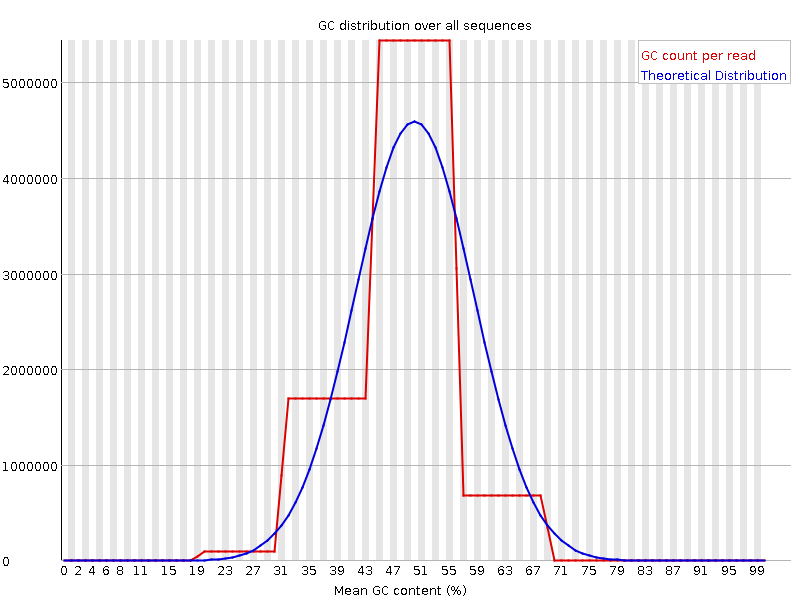 GC distribution over all sequences
GC count per read
Theoretical Distribution
5000000
4000000
3000000
2000000
1000000
0
0 2 4 6 8 11 15 19 23 27 31 35 39 43 47 51 55 59 63 67 71 75 79 83 87 91 95 99
Mean GC content (%)